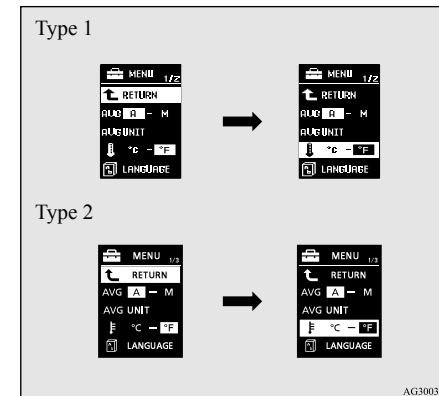 Type 1
MENU 1/2
RETURN
AVG A - M
AVG UNIT
°C - °F
LANGUAGE
MENU 1/2
RETURN
AVG A - M
AVG UNIT
°C - °F
LANGUAGE
Type 2
MENU 1/3
RETURN
AVG A - M
AVG UNIT
°C - °F
LANGUAGE
MENU 1/3
RETURN
AVG A - M
AVG UNIT
°C - °F
LANGUAGE
AG3003